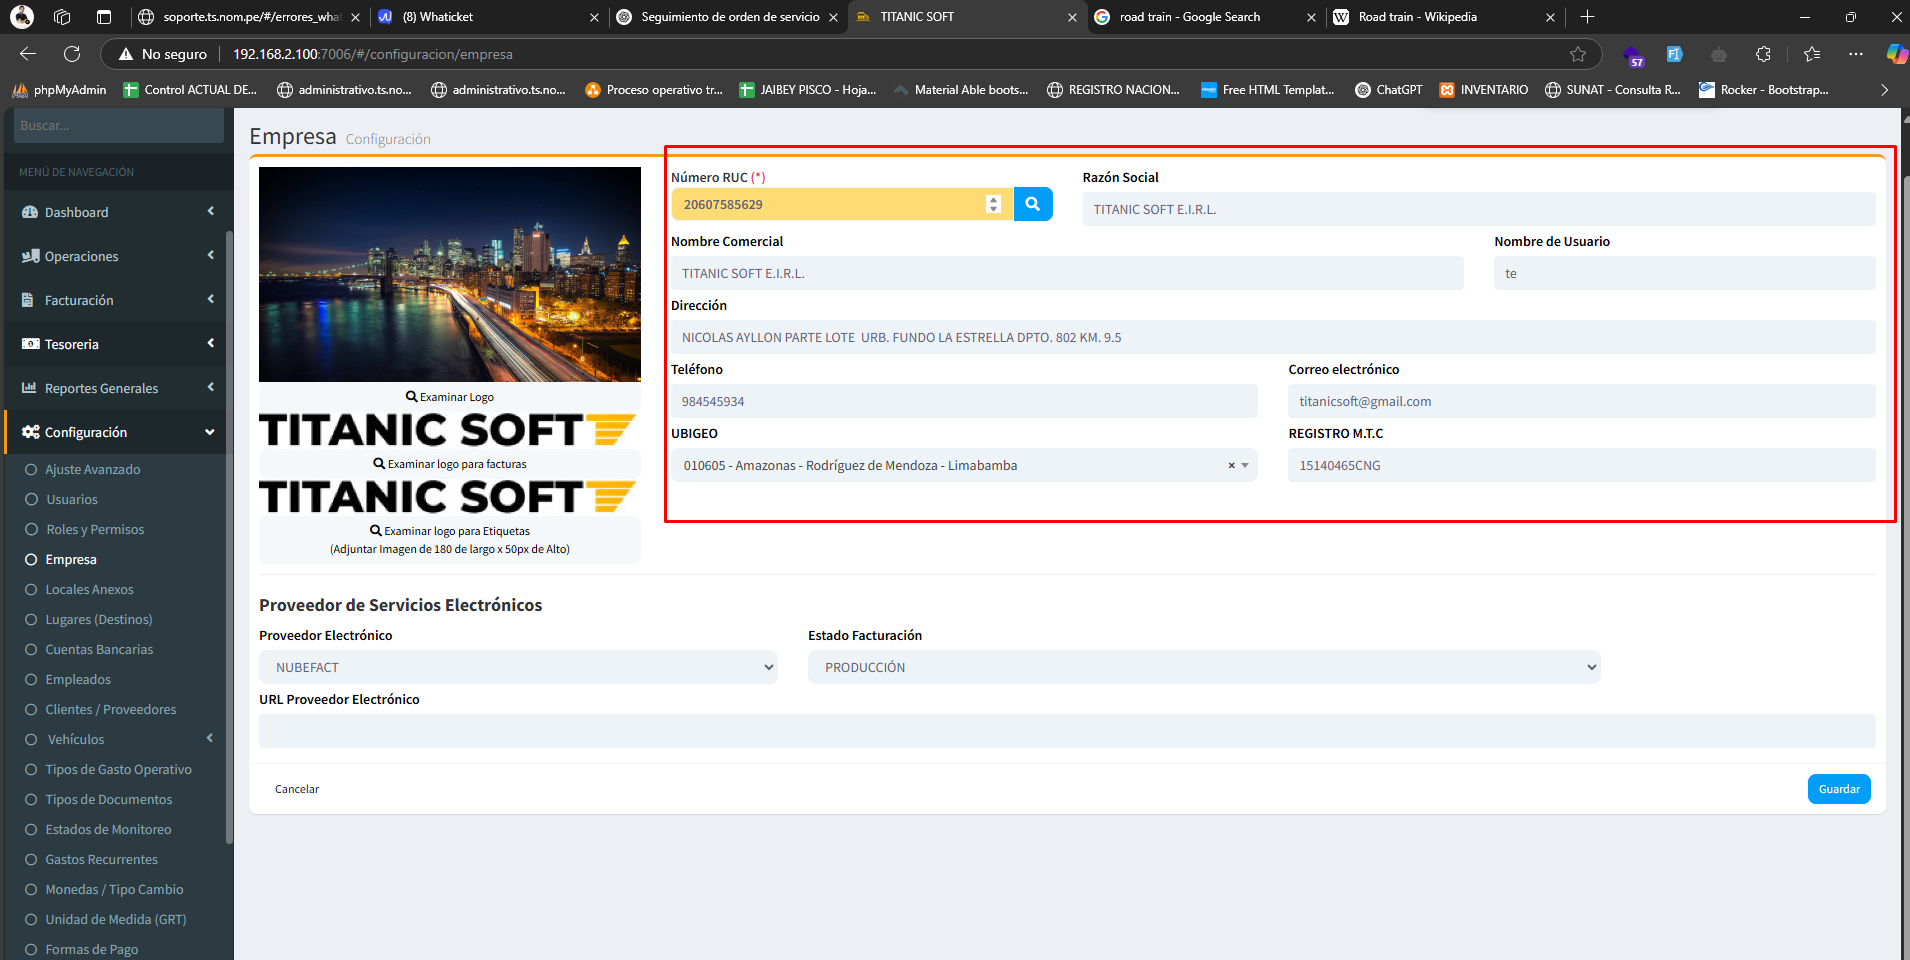 soporte.ts.nom.pe/#/errores_wha
(8) Whaticket
Seguimiento de orden de servicio
TITANIC SOFT
road train - Google Search
Road train - Wikipedia
No seguro
192.168.2.100:7006/#/configuracion/empresa
57
phpMyAdmin
Control ACTUAL DE...
administrativo.ts.no...
administrativo.ts.no...
Proceso operativo tr...
JAIBEY PISCO - Hoja...
Material Able boots...
REGISTRO NACION...
Free HTML Templat...
ChatGPT
INVENTARIO
SUNAT - Consulta R...
Rocker - Bootstrap...
Buscar...
MENÚ DE NAVEGACIÓN
Dashboard
Operaciones
Facturación
Tesoreria
Reportes Generales
Configuración
Ajuste Avanzado
Usuarios
Roles y Permisos
Empresa
Locales Anexos
Lugares (Destinos)
Cuentas Bancarias
Empleados
Clientes / Proveedores
Vehículos
Tipos de Gasto Operativo
Tipos de Documentos
Estados de Monitoreo
Gastos Recurrentes
Monedas / Tipo Cambio
Unidad de Medida (GRT)
Formas de Pago
Empresa Configuración
Examinar Logo
TITANIC SOFT
Examinar logo para facturas
TITANIC SOFT
Examinar logo para Etiquetas
(Adjuntar Imagen de 180 de largo x 50px de Alto)
Número RUC (*)
20607585629
Razón Social
TITANIC SOFT E.I.R.L.
Nombre Comercial
TITANIC SOFT E.I.R.L.
Nombre de Usuario
te
Dirección
NICOLAS AYLLON PARTE LOTE  URB. FUNDO LA ESTRELLA DPTO. 802 KM. 9.5
Teléfono
984545934
Correo electrónico
titanicsoft@gmail.com
UBIGEO
010605 - Amazonas - Rodríguez de Mendoza - Limabamba
REGISTRO M.T.C
15140465CNG
Proveedor de Servicios Electrónicos
Proveedor Electrónico
NUBEFACT
Estado Facturación
PRODUCCIÓN
URL Proveedor Electrónico
Cancelar
Guardar